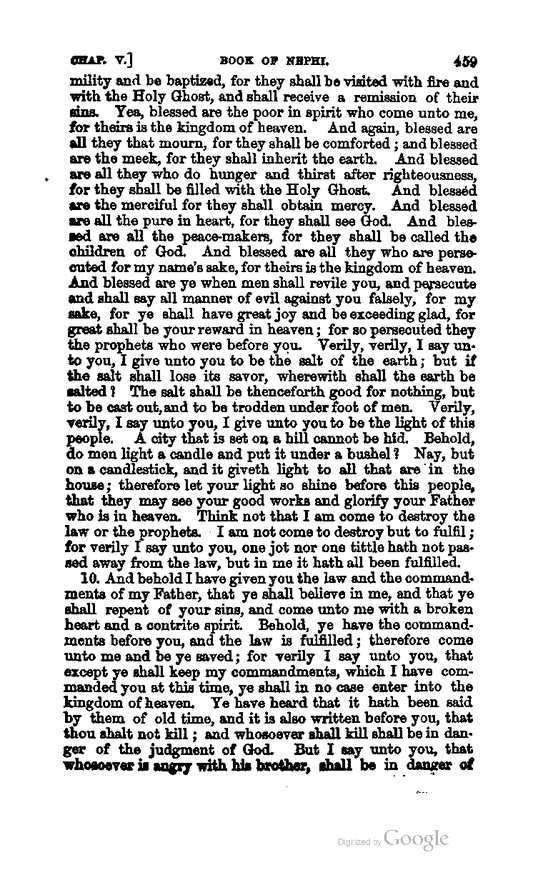 CHAP. V.] BOOK OF NEPHI. 459
mility and be baptized, for they shall be visited with fire and
with the Holy Ghost, and shall receive a remission of their
sins. Yea, blessed are the poor in spirit who come unto me,
for theirs is the kingdom of heaven. And again, blessed are
all they that mourn, for they shall be comforted; and blessed
are the meek, for they shall inherit the earth. And blessed
are all they who do hunger and thirst after righteousness,
for they shall be filled with the Holy Ghost. And blessed
are the merciful for they shall obtain mercy. And blessed
are all the pure in heart, for they shall see God. And bles-
sed are all the peace-makers, for they shall be called the
children of God. And blessed are all they who are perse-
cuted for my name's sake, for theirs is the kingdom of heaven.
And blessed are ye when men shall revile you, and persecute
and shall say all manner of evil against you falsely, for my
sake, for ye shall have great joy and be exceeding glad, for
great shall be your reward in heaven; for so persecuted they
the prophets who were before you. Verily, verily, I say un-
to you, I give unto you to be the salt of the earth; but if
the salt shall lose its savor, wherewith shall the earth be
salted? The salt shall be thenceforth good for nothing, but
to be cast out, and to be trodden under foot of men. Verily,
verily, I say unto you, I give unto you to be the light of this
people. A city that is set on a hill cannot be hid. Behold,
do men light a candle and put it under a bushel? Nay, but
on a candlestick, and it giveth light to all that are in the
house; therefore let your light so shine before this people,
that they may see your good works and glorify your Father
who is in heaven. Think not that I am come to destroy the
law or the prophets. I am not come to destroy but to fulfil;
for verily I say unto you, one jot nor one tittle hath not pas-
sed away from the law, but in me it hath all been fulfilled.
10. And behold I have given you the law and the command-
ments of my Father, that ye shall believe in me, and that ye
shall repent of your sins, and come unto me with a broken
heart and a contrite spirit. Behold, ye have the command-
ments before you, and the law is fulfilled; therefore come
unto me and be ye saved; for verily I say unto you, that
except ye shall keep my commandments, which I have com-
manded you at this time, ye shall in no case enter into the
kingdom of heaven. Ye have heard that it hath been said
by them of old time, and it is also written before you, that
thou shalt not kill; and whosoever shall kill shall be in dan-
ger of the judgment of God. But I say unto you, that
whosoever is angry with his brother, shall be in danger of
Digitized by Google